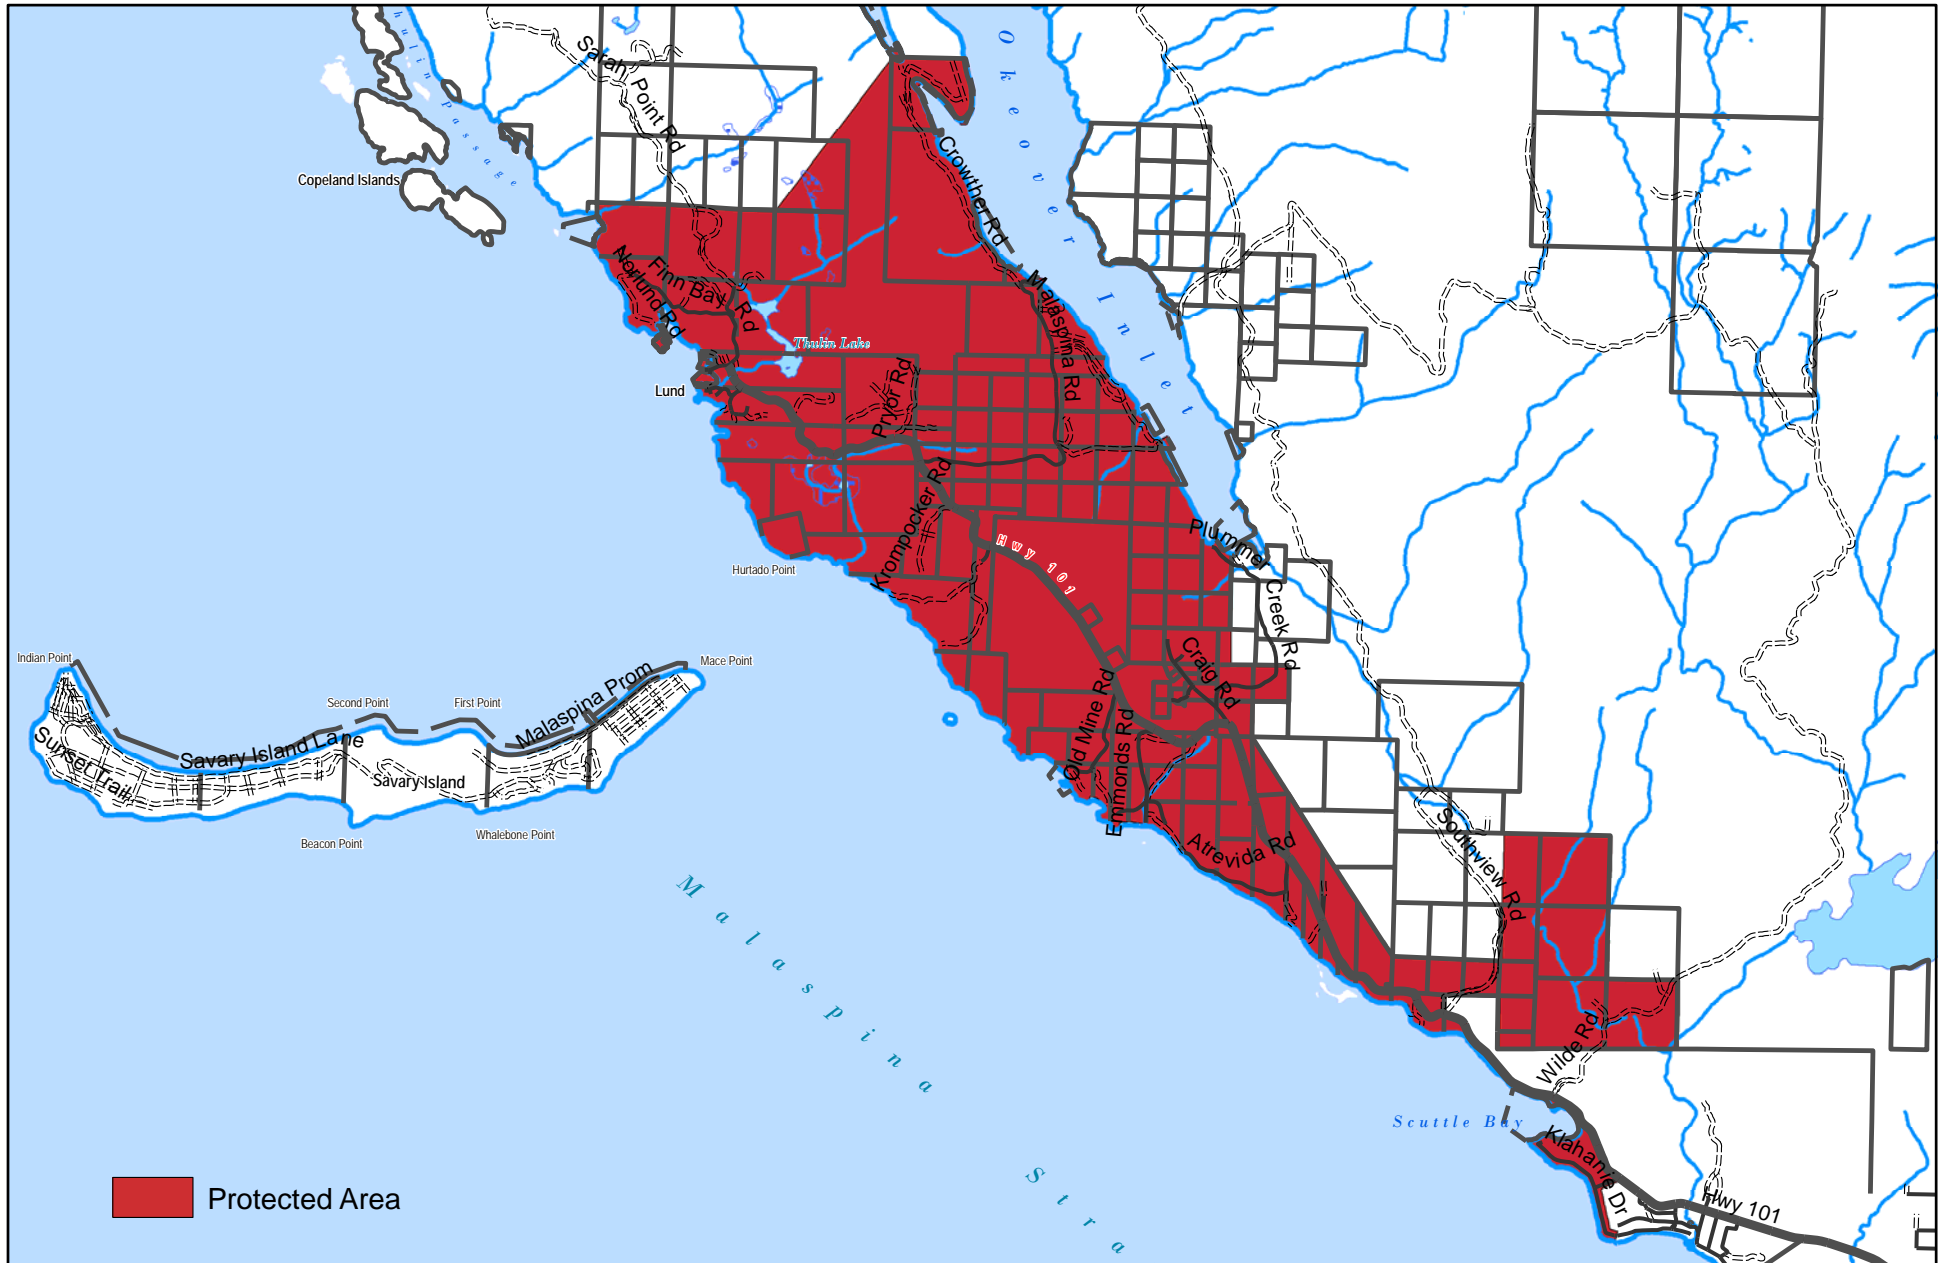 Thulin Passage
Okeover Inlet
Sarah Point Rd
Copeland Islands
Crowther Rd
Norlund Rd
Finn Bay Rd
Malaspina Rd
Thulin Lake
Lund
Pryor Rd
Krompocker Rd
Plummer Creek Rd
Hwy 101
Hurtado Point
Craig Rd
Indian Point
Mace Point
Second Point
First Point
Malaspina Prom
Savary Island Lane
Sunset Trail
Savary Island
Beacon Point
Whalebone Point
Old Mine Rd
Emmonds Rd
Atrevida Rd
Southview Rd
Malaspina Stra
Wilde Rd
Scuttle Bay
Klahanie Dr
Hwy 101
Protected Area